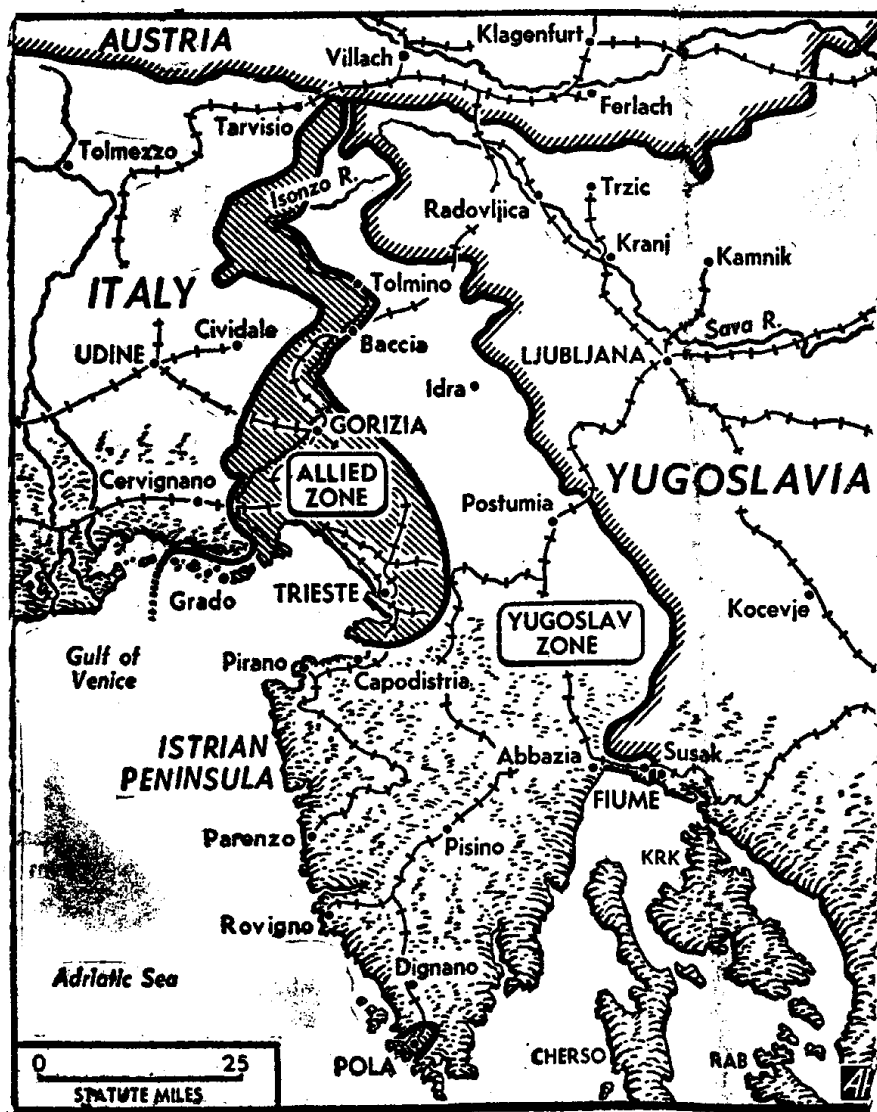 AUSTRIA
Klagenfurt
Villach
Ferlach
Tarvisio
Tolmezzo
Isonzo R.
Trzic
Radovljica
Kranj
Kamnik
Tolmino
ITALY
Sava R.
Cividale
Baccia
UDINE
LJUBLJANA
Idra
GORIZIA
ALLIED
ZONE
YUGOSLAVIA
Cervignano
Postumia
Grado
TRIESTE
Kocevje
YUGOSLAV
ZONE
Gulf of
Venice
Pirano
Capodistria
ISTRIAN
PENINSULA
Abbazia
Susak
FIUME
Parenzo
Pisino
KRK
Rovigno
Adriatic Sea
Dignano
POLA
CHERSO
RAB
0 25
STATUTE MILES